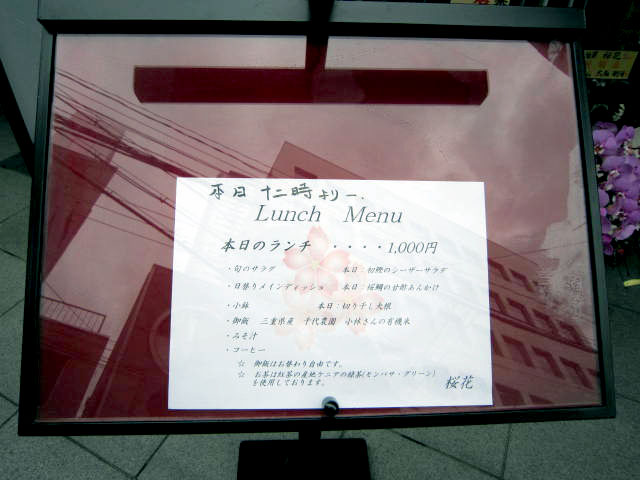 平日 十二時より―.
Lunch Menu
本日のランチ ・・・・1,000円
・旬のサラダ 本日：初鰹のシーザーサラダ
・日替りメインディッシュ 本日：桜鯛の甘酢あんかけ
・小鉢 本日：切り干し大根
・御飯 三重県産 千代農園 小林さんの有機米
・みそ汁
・コーヒー
☆ 御飯はお替わり自由です。
☆ お茶は紅茶の産地ケニアの緑茶(モンバサ・グリーン)
を使用しております。
桜花